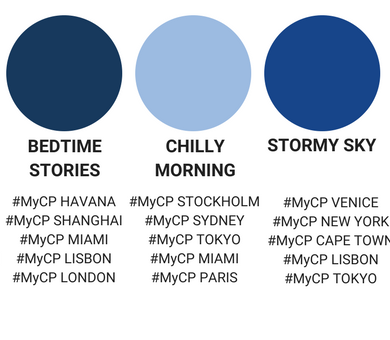 BEDTIME
STORIES
#MyCP HAVANA
#MyCP SHANGHAI
#MyCP MIAMI
#MyCP LISBON
#MyCP LONDON
CHILLY
MORNING
#MyCP STOCKHOLM
#MyCP SYDNEY
#MyCP TOKYO
#MyCP MIAMI
#MyCP PARIS
STORMY SKY
#MyCP VENICE
#MyCP NEW YORK
#MyCP CAPE TOWN
#MyCP LISBON
#MyCP TOKYO